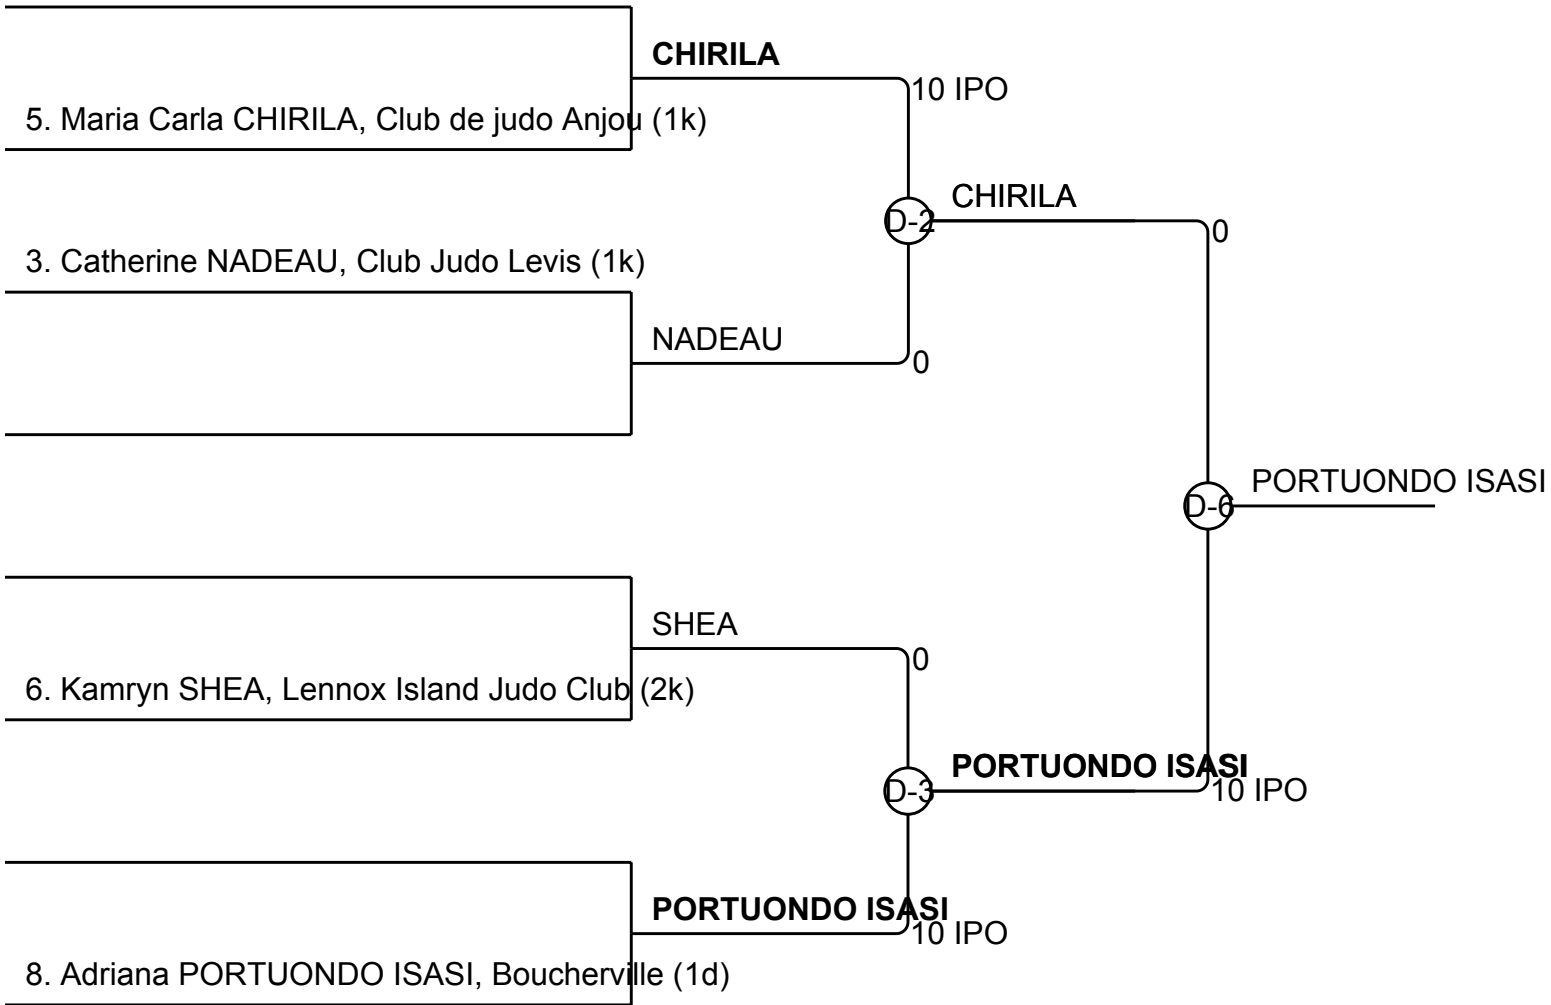 CHIRILA
10 IPO
5. Maria Carla CHIRILA, Club de judo Anjou (1k)
D-2
CHIRILA
0
3. Catherine NADEAU, Club Judo Levis (1k)
NADEAU
0
D-6
PORTUONDO ISASI
SHEA
0
6. Kamryn SHEA, Lennox Island Judo Club (2k)
D-3
PORTUONDO ISASI
10 IPO
PORTUONDO ISASI
10 IPO
8. Adriana PORTUONDO ISASI, Boucherville (1d)